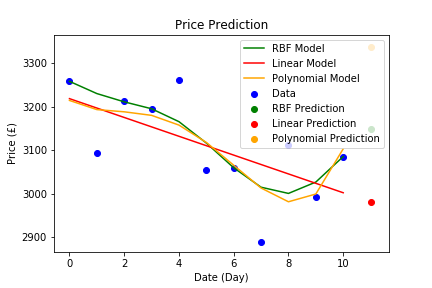 Price Prediction
RBF Model
Linear Model
Polynomial Model
Data
RBF Prediction
Linear Prediction
Polynomial Prediction
3300
3200
3100
3000
2900
Price (£)
0 2 4 6 8 10
Date (Day)